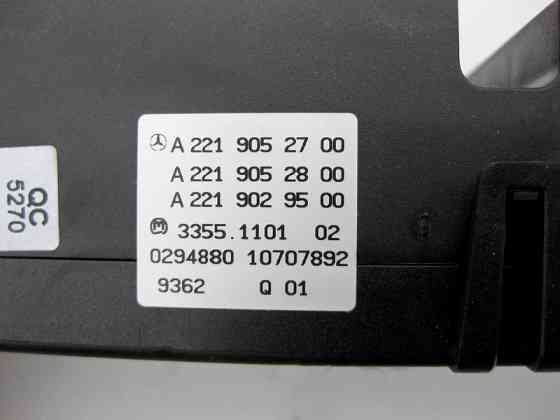 A 221 905 27 00
A 221 905 28 00
A 221 902 95 00
3355.1101 02
0294880 10707892
9362 Q 01
QC
5270